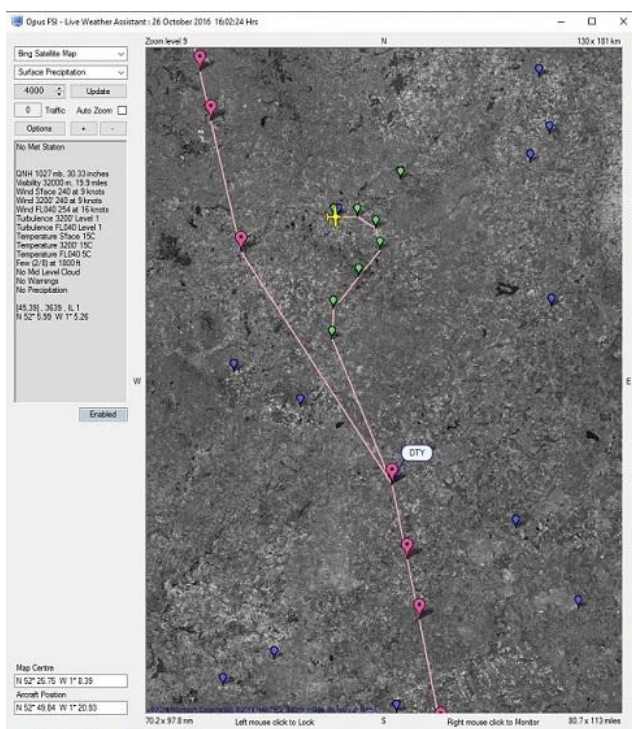 Opus FSI - Live Weather Assistant : 26 October 2016 16:02:24 Hrs
Zoom level 9
N
130 x 181 km
Bing Satellite Map
Surface Precipitation
4000
Update
0
Traffic
Auto Zoom
Options
+
-
No Met Station
QNH 1027 mb, 30.33 inches
Visibility 32000 m, 19.9 miles
Wind Sface 240 at 9 knots
Wind 3200' 240 at 9 knots
Wind FL040 254 at 16 knots
Turbulence 3200' Level 1
Turbulence FL040 Level 1
Temperature Sface 15C
Temperature 3200' 15C
Temperature FL040 5C
Few (2/8) at 1800 ft
No Mid Level Cloud
No Warnings
No Precipitation
[45,39] , 3639 , IL 1
N 52° 5.99 W 1° 5.26
W
E
Enabled
DTY
Map Centre
N 52° 25.75 W 1° 8.39
Aircraft Position
N 52° 49.84 W 1° 20.93
70.2 x 97.8 nm
Left mouse click to Lock
S
Right mouse click to Monitor
80.7 x 113 miles